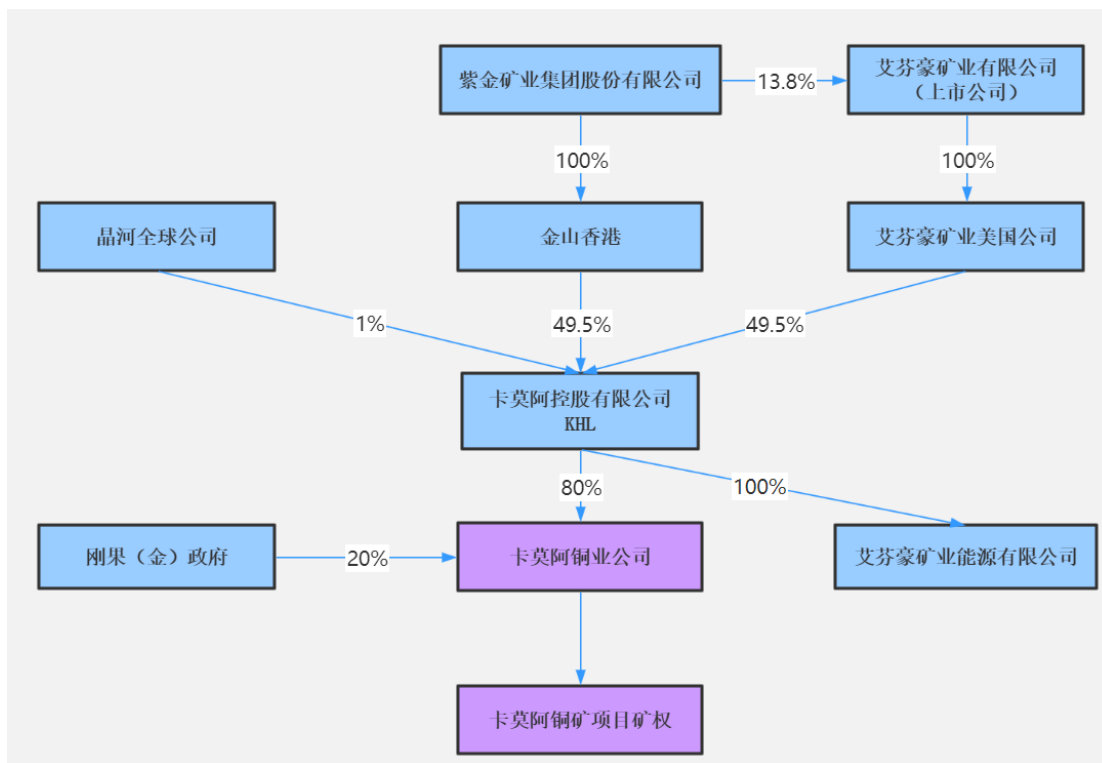 紫金矿业集团股份有限公司
13.8%
艾芬豪矿业有限公司
（上市公司）
100%
100%
晶河全球公司
金山香港
艾芬豪矿业美国公司
1%
49.5%
49.5%
卡莫阿控股有限公司
KHL
80%
100%
刚果（金）政府
20%
卡莫阿铜业公司
艾芬豪矿业能源有限公司
卡莫阿铜矿项目矿权